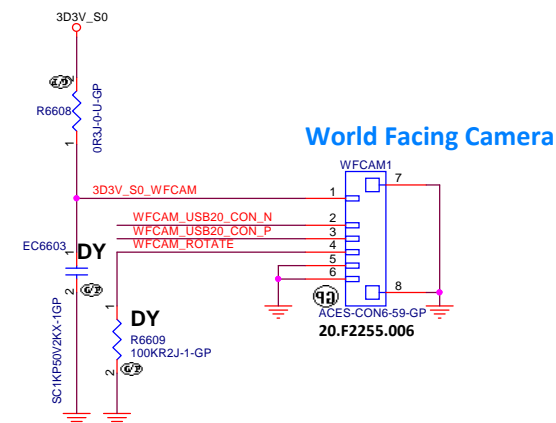 3D3V_S0
2
R6608
0R3J-0-U-GP
1
World Facing Camera
WFCAM1
7
3D3V_S0_WFCAM
1
WFCAM_USB20_CON_N
2
WFCAM_USB20_CON_P
3
WFCAM_ROTATE
4
5
6
8
EC6603
1
DY
2
G/P
SC1KP50V2KX-1GP
1
DY
R6609
100KR2J-1-GP
2
G/P
ACES-CON6-59-GP
20.F2255.006